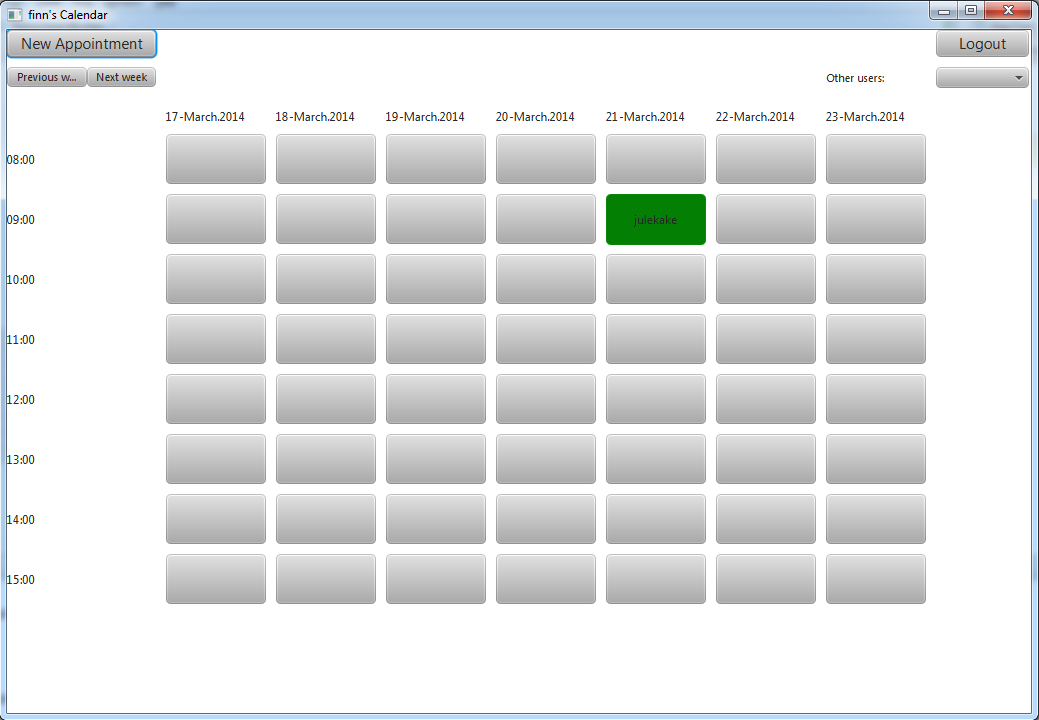 finn's Calendar
New Appointment
Logout
Previous w...
Next week
Other users:
17-March.2014
18-March.2014
19-March.2014
20-March.2014
21-March.2014
22-March.2014
23-March.2014
08:00
09:00
julekake
10:00
11:00
12:00
13:00
14:00
15:00